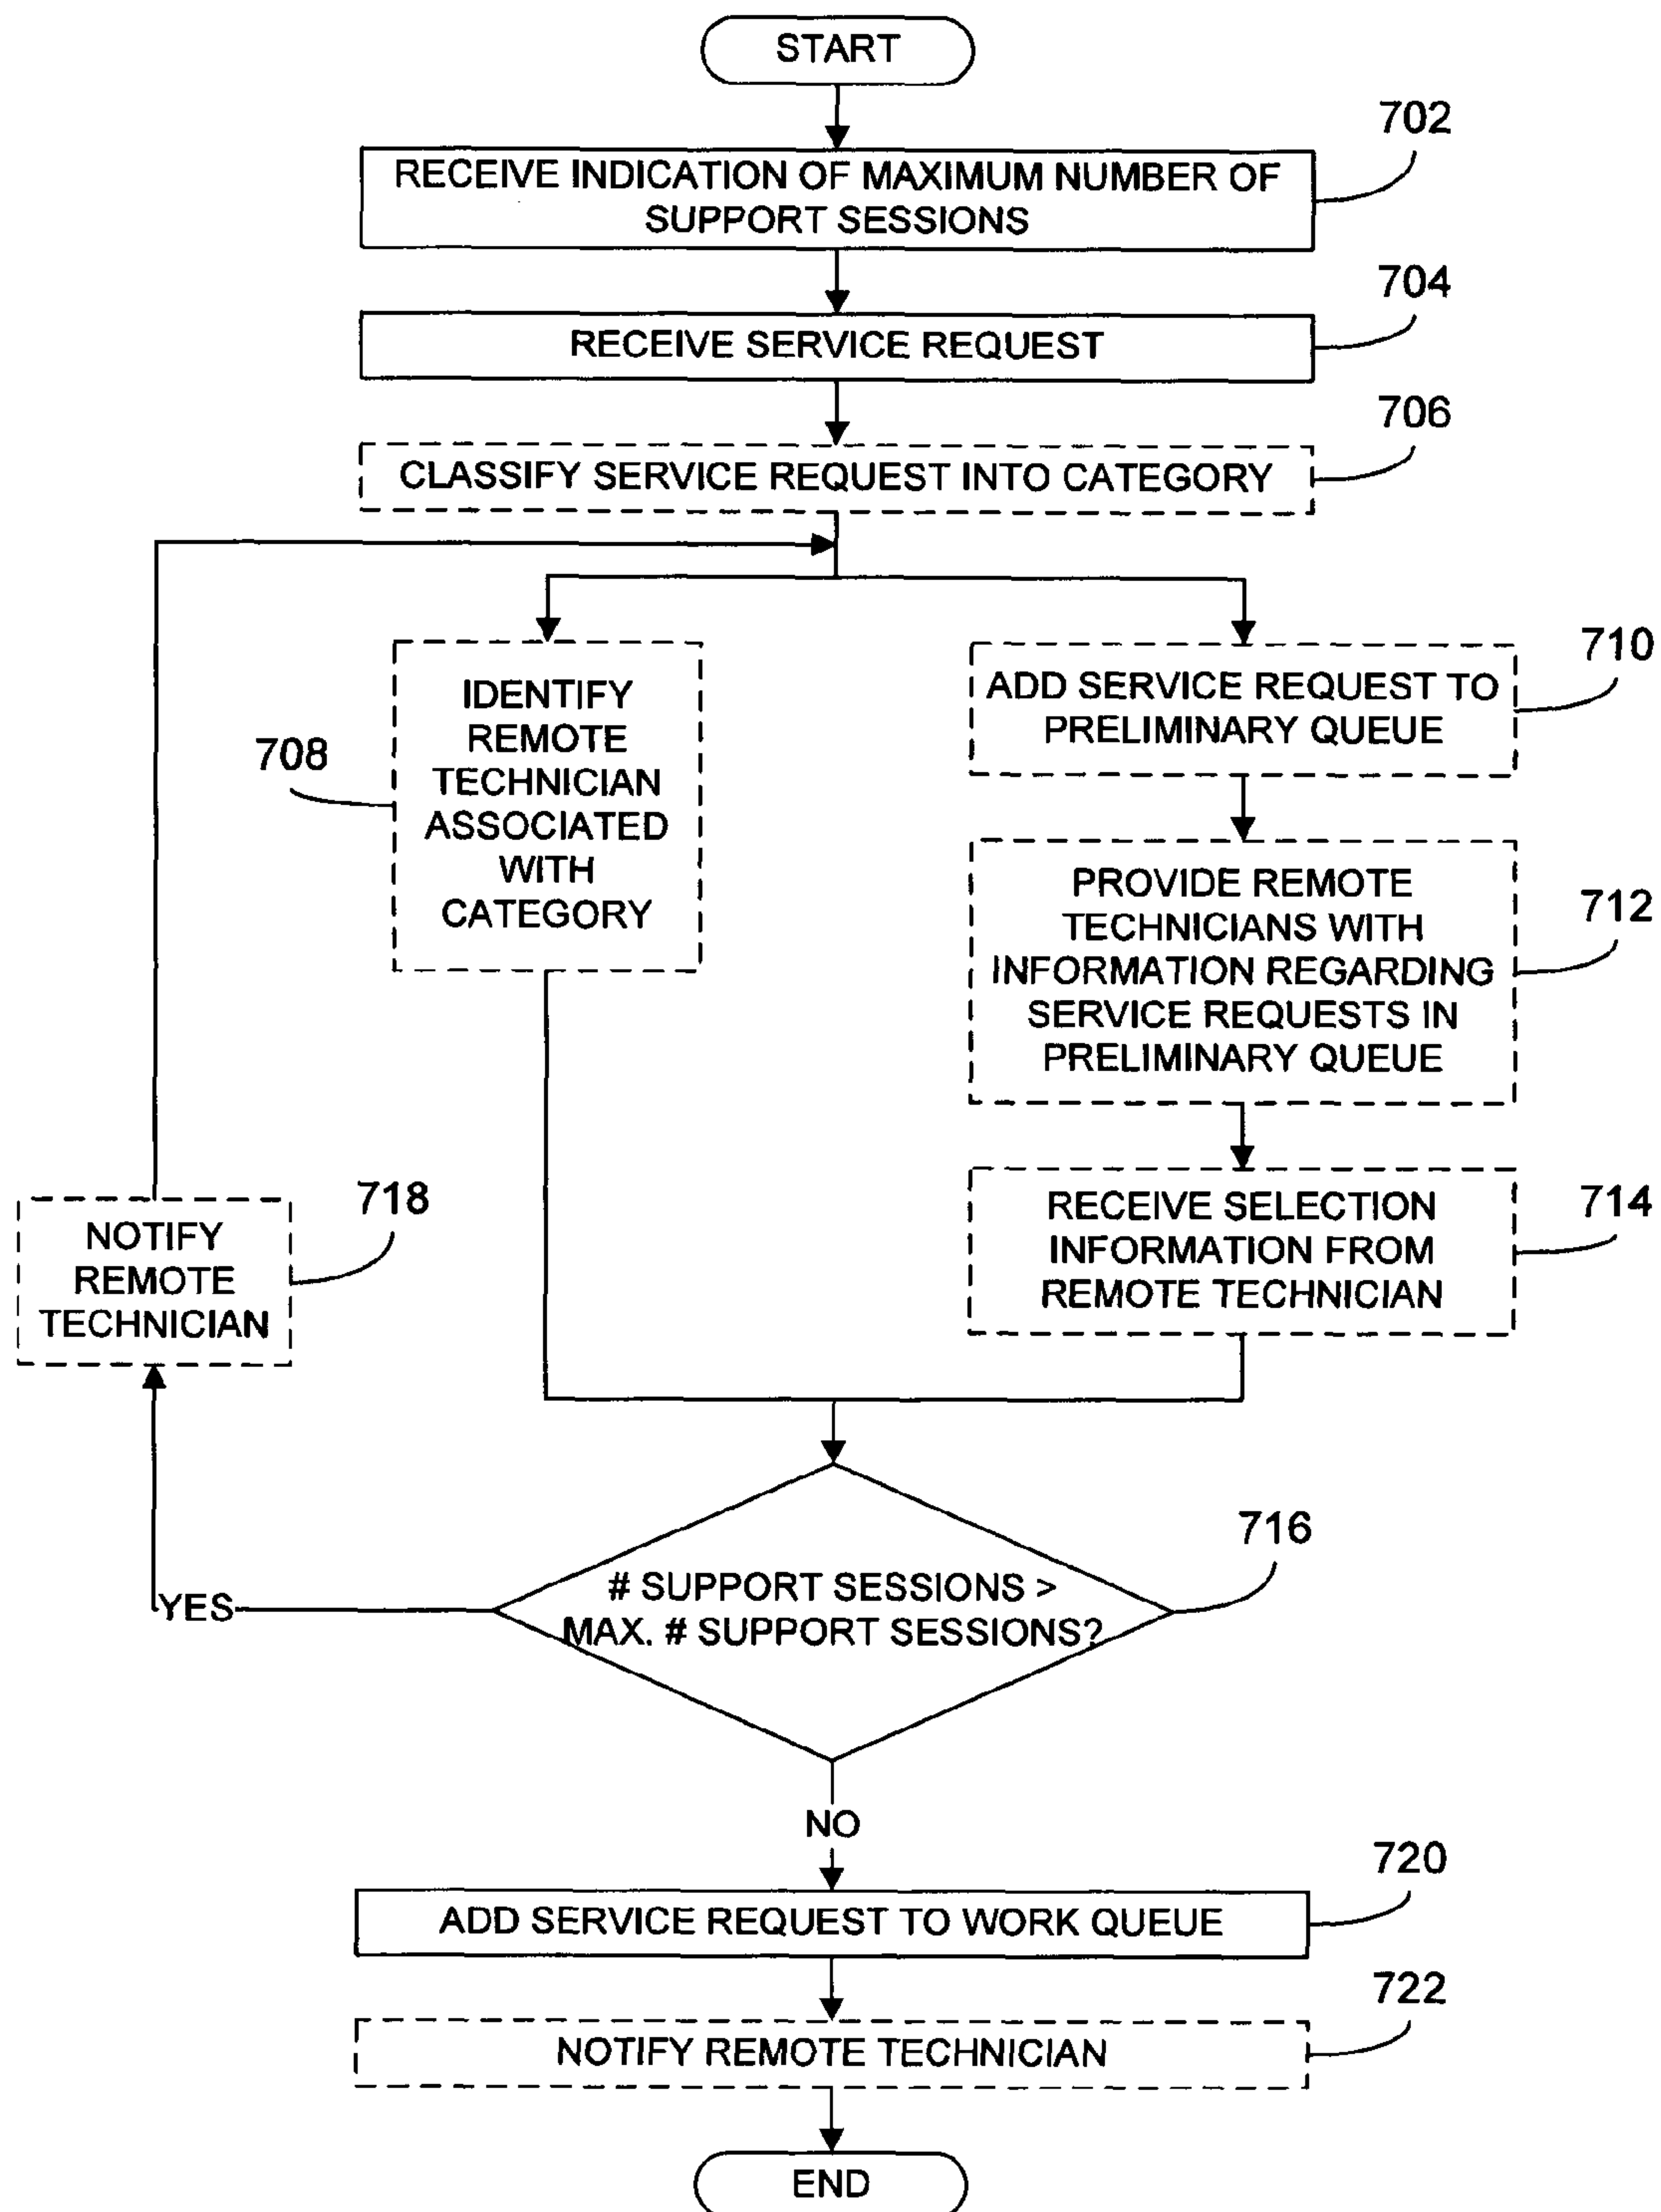 START
702
RECEIVE INDICATION OF MAXIMUM NUMBER OF
SUPPORT SESSIONS
704
RECEIVE SERVICE REQUEST
706
CLASSIFY SERVICE REQUEST INTO CATEGORY
708
IDENTIFY
REMOTE
TECHNICIAN
ASSOCIATED
WITH
CATEGORY
710
ADD SERVICE REQUEST TO
PRELIMINARY QUEUE
712
PROVIDE REMOTE
TECHNICIANS WITH
INFORMATION REGARDING
SERVICE REQUESTS IN
PRELIMINARY QUEUE
714
RECEIVE SELECTION
INFORMATION FROM
REMOTE TECHNICIAN
718
NOTIFY
REMOTE
TECHNICIAN
716
# SUPPORT SESSIONS >
MAX. # SUPPORT SESSIONS?
YES
NO
720
ADD SERVICE REQUEST TO WORK QUEUE
722
NOTIFY REMOTE TECHNICIAN
END